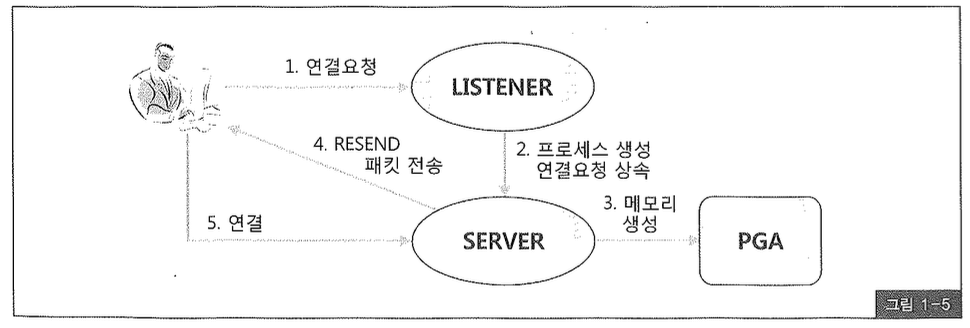 1. 연결요청
LISTENER
4. RESEND
패킷 전송
2. 프로세스 생성
연결요청 상속
3. 메모리
생성
5. 연결
SERVER
PGA
그림 1-5